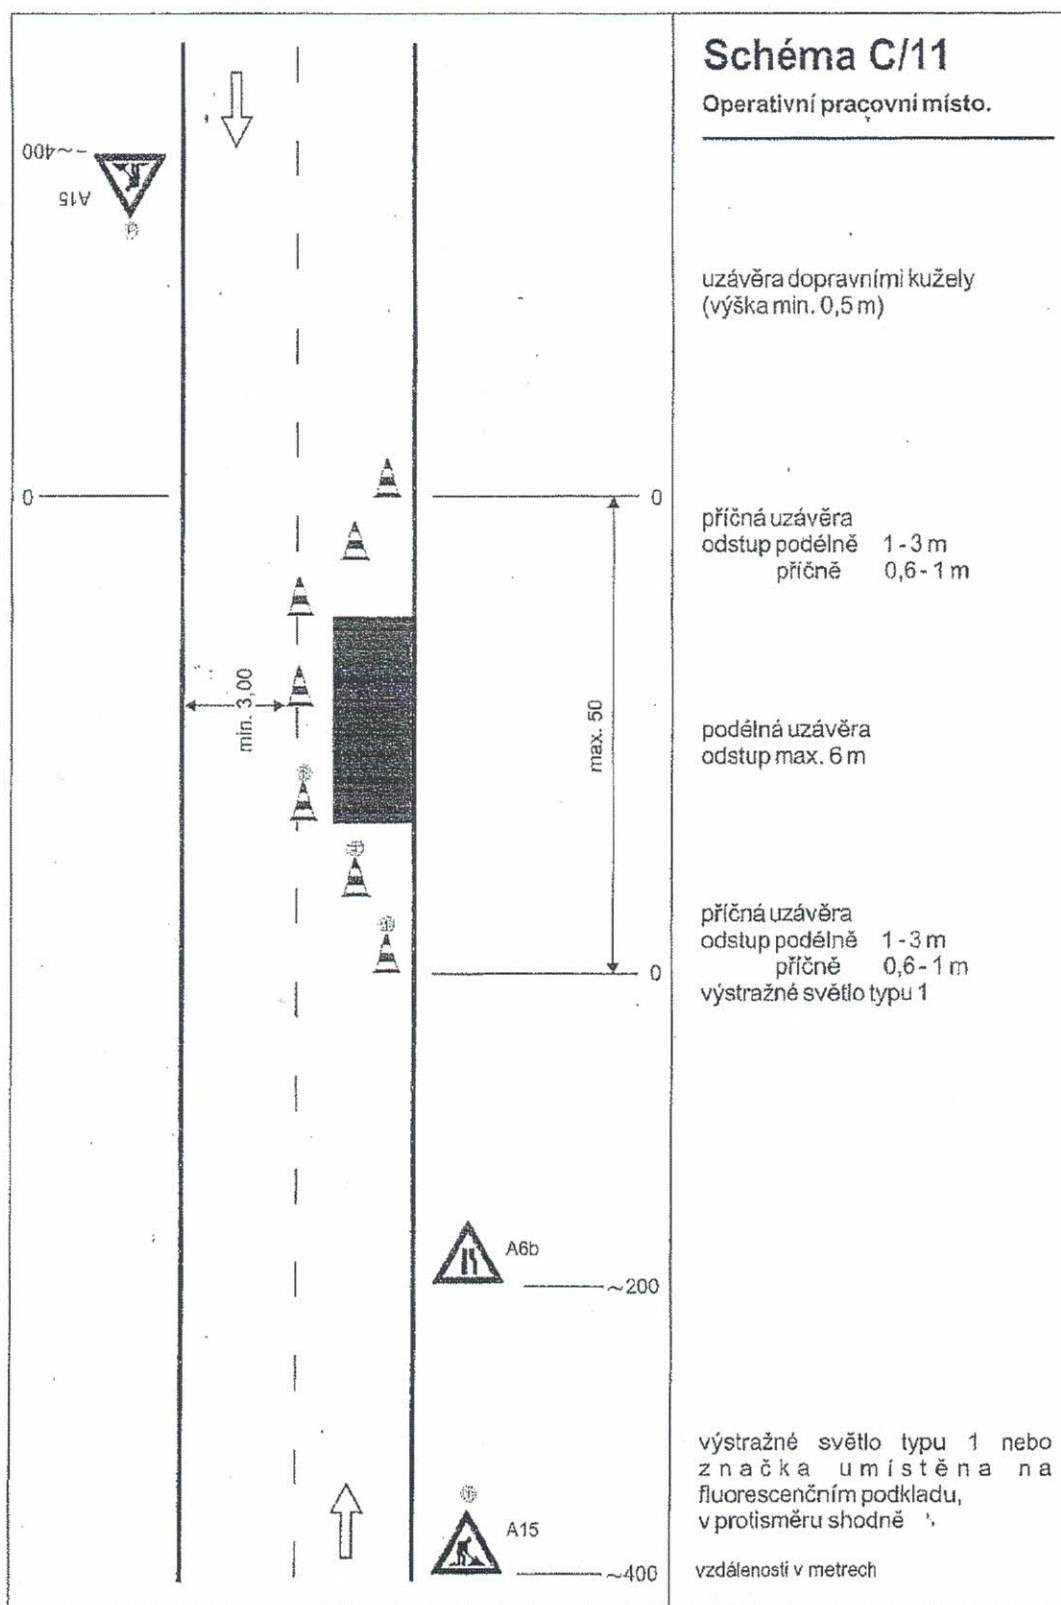 Schéma C/11
Operativní pracovní místo.
~400
A15
uzávěra dopravními kužely
(výška min. 0,5 m)
0
0
příčná uzávěra
odstup podélně 1-3 m
příčně 0,6-1 m
min. 3,00
max. 50
podélná uzávěra
odstup max. 6 m
příčná uzávěra
odstup podélně 1-3 m
příčně 0,6-1 m
0
výstražné světlo typu 1
A6b
~200
výstražné světlo typu 1 nebo
značka umístěna na
fluorescenčním podkladu,
v protisměru shodně
A15
~400
vzdálenosti v metrech